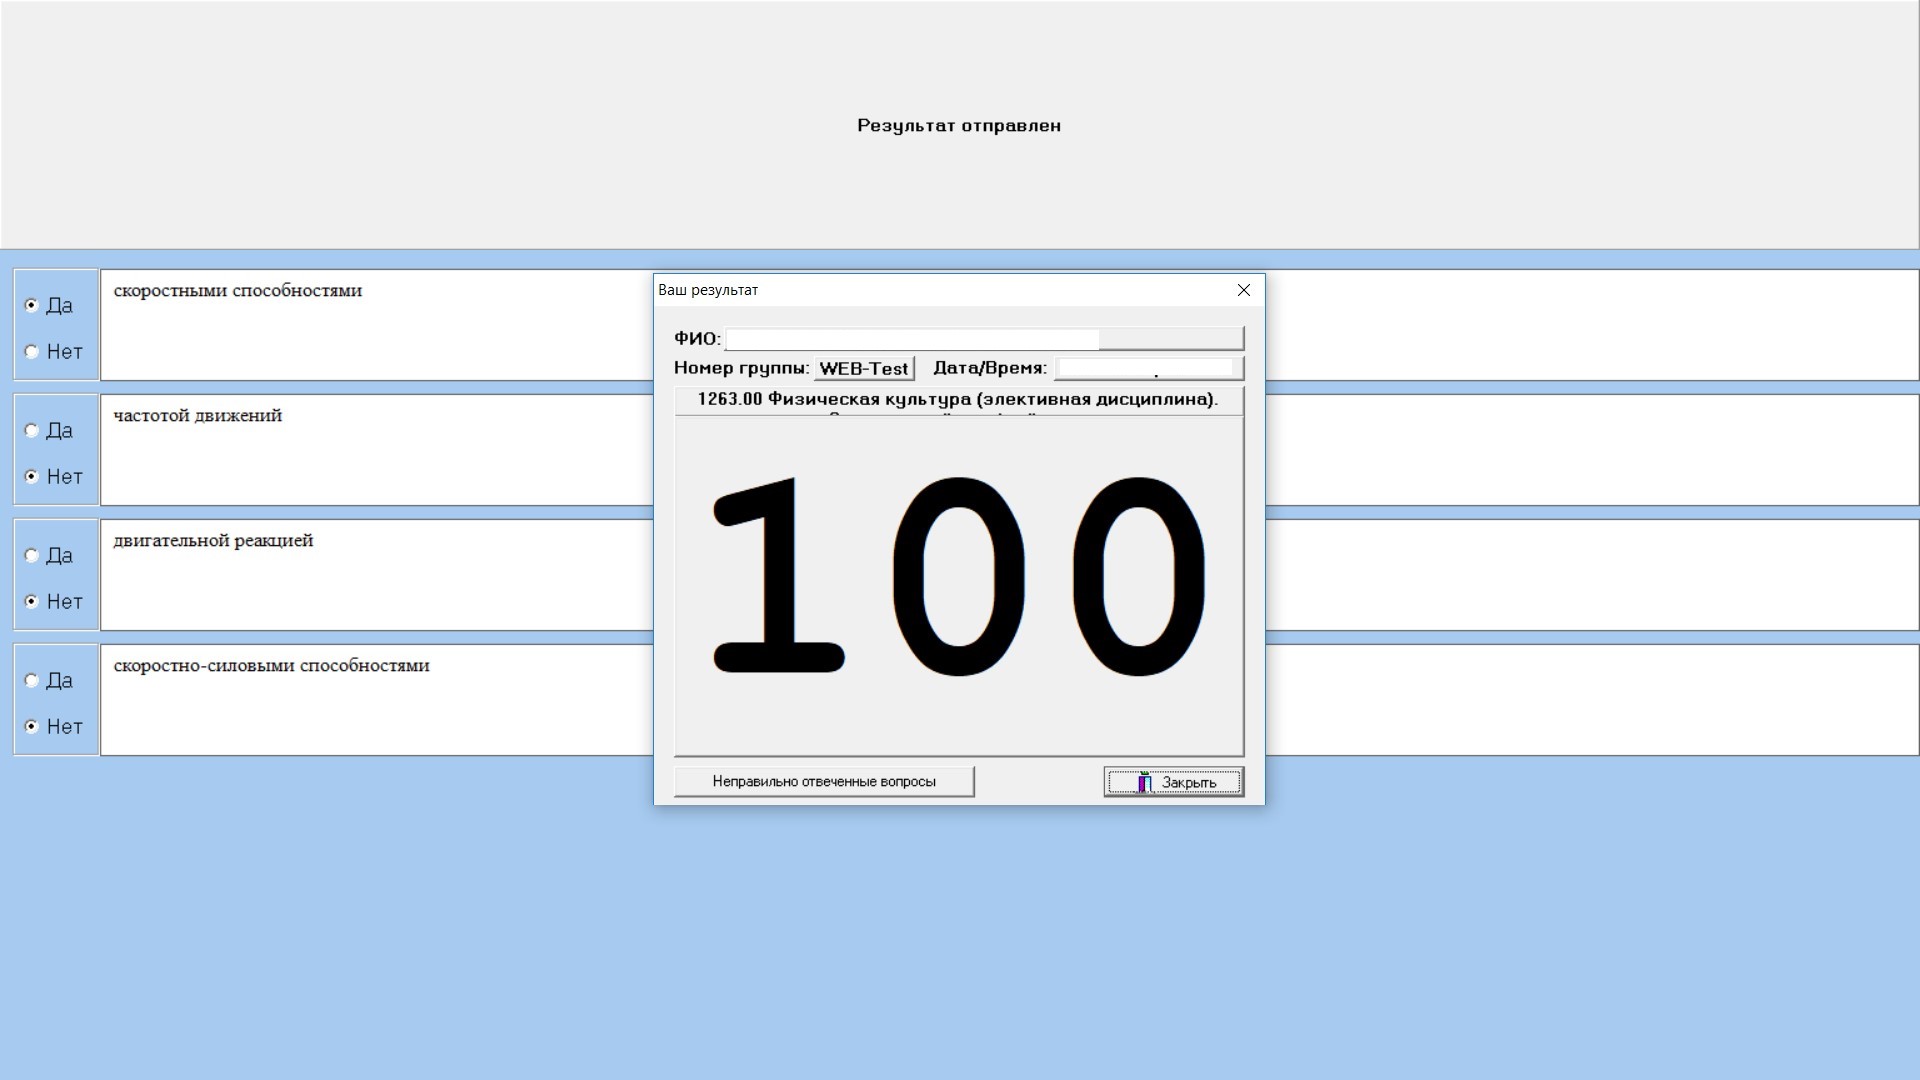 Результат отправлен
Да
Нет
скоростными способностями
Да
Нет
частотой движений
Да
Нет
двигательной реакцией
Да
Нет
скоростно-силовыми способностями
Ваш результат
ФИО:
Номер группы: WEB-Test Дата/Время:
1263.00 Физическая культура (элективная дисциплина).
100
Неправильно отвеченные вопросы
Закрыть